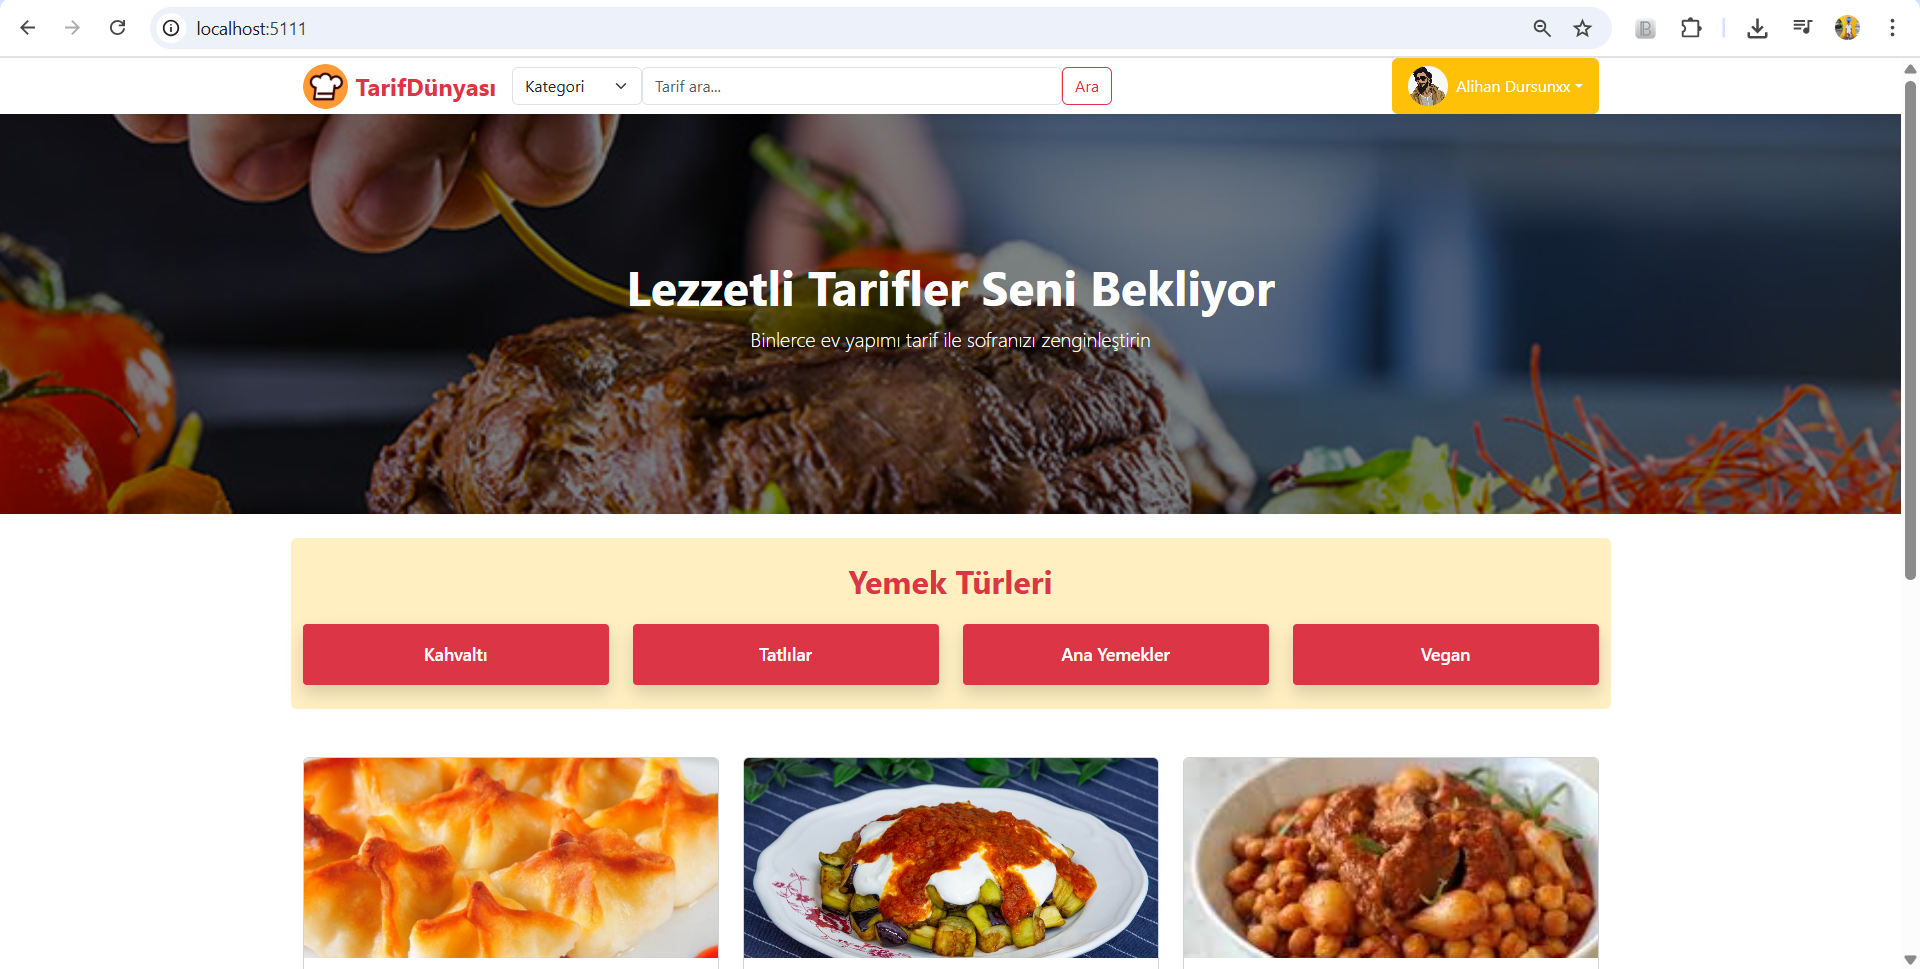 localhost:5111
TarifDünyası
Kategori
Tarif ara...
Ara
Alihan Dursunxx
Lezzetli Tarifler Seni Bekliyor
Binlerce ev yapımı tarif ile sofranızı zenginleştirin
Yemek Türleri
Kahvaltı
Tatlılar
Ana Yemekler
Vegan